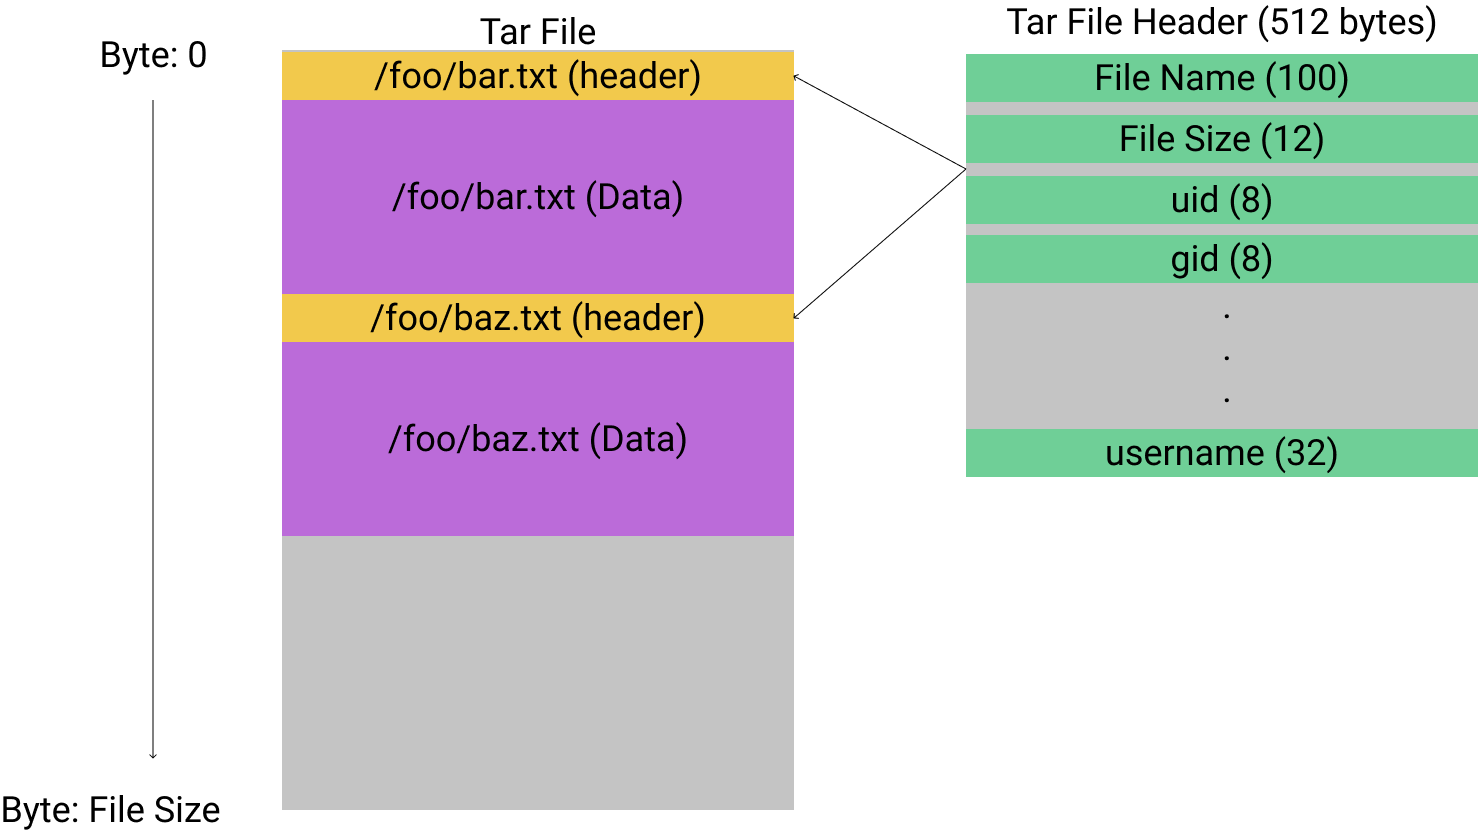 Tar File
Byte: 0
/foo/bar.txt (header)
/foo/bar.txt (Data)
/foo/baz.txt (header)
/foo/baz.txt (Data)
Byte: File Size
Tar File Header (512 bytes)
File Name (100)
File Size (12)
uid (8)
gid (8)
.
.
.
username (32)